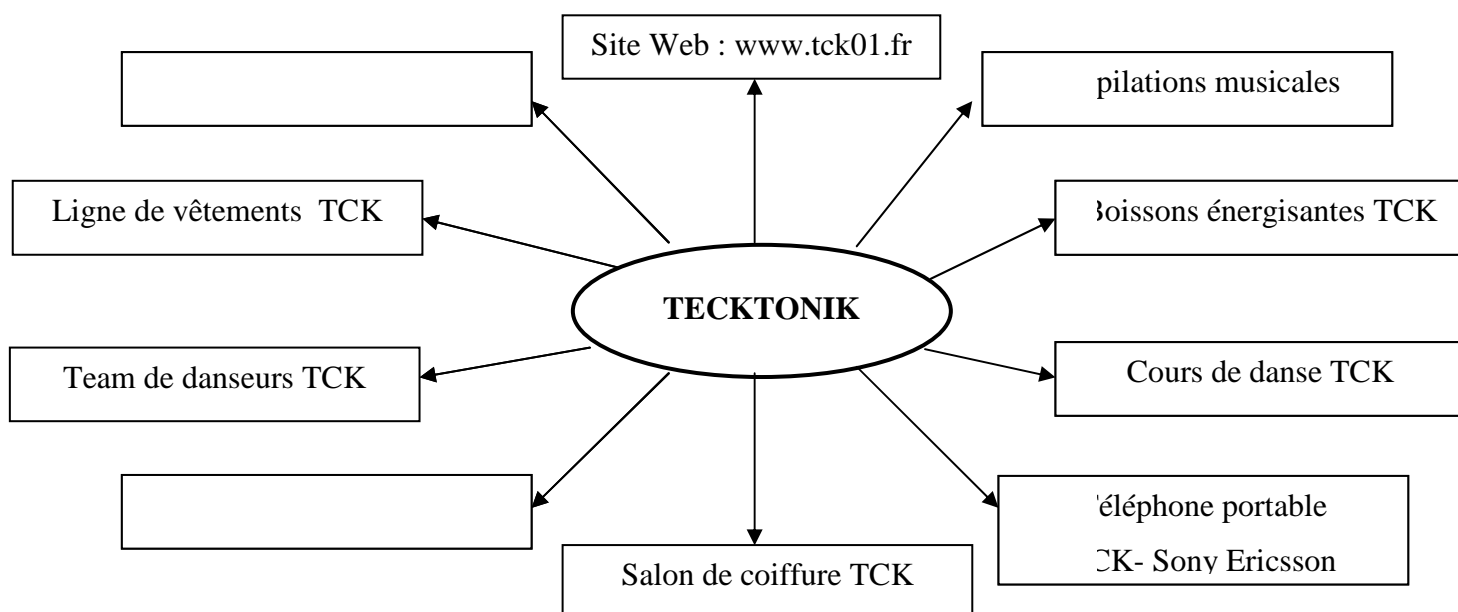 Site Web : www.tck01.fr
pilations musicales
Ligne de vêtements TCK
Boissons énergisantes TCK
TECKTONIK
Team de danseurs TCK
Cours de danse TCK
éléphone portable
CK- Sony Ericsson
Salon de coiffure TCK